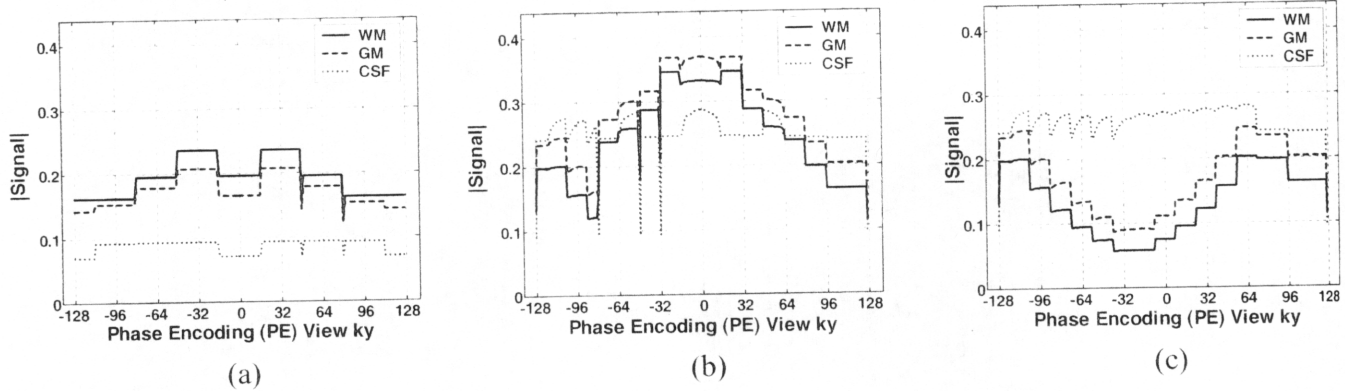 |Signal|
0.4
0.3
0.2
0.1
0
WM
GM
CSF
-128 -96 -64 -32 0 32 64 96 128
Phase Encoding (PE) View ky
(a)
|Signal|
0.4
0.3
0.2
0.1
0
WM
GM
CSF
-128 -96 -64 -32 0 32 64 96 128
Phase Encoding (PE) View ky
(b)
|Signal|
0.4
0.3
0.2
0.1
0
WM
GM
CSF
-128 -96 -64 -32 0 32 64 96 128
Phase Encoding (PE) View ky
(c)